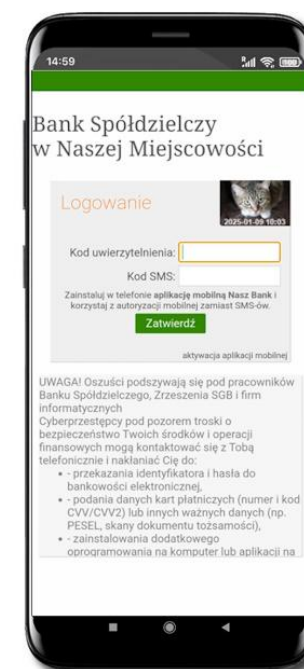 14:59
Bank Spółdzielczy
w Naszej Miejscowości
Logowanie
2025-01-09 10:03
Kod uwierzytelnienia:
Kod SMS:
Zainstaluj w telefonie aplikację mobilną Nasz Bank i
korzystaj z autoryzacji mobilnej zamiast SMS-ów.
Zatwierdź
aktywacja aplikacji mobilnej
UWAGA! Oszuści podszywają się pod pracowników
Banku Spółdzielczego, Zrzeszenia SGB i firm
informatycznych
Cyberprzestępcy pod pozorem troski o
bezpieczeństwo Twoich środków i operacji
finansowych mogą kontaktować się z Tobą
telefonicznie i nakłaniać Cię do:
• - przekazania identyfikatora i hasła do
bankowości elektronicznej,
• - podania danych kart płatniczych (numer i kod
CVV/CVV2) lub innych ważnych danych (np.
PESEL, skany dokumentu tożsamości),
• - zainstalowania dodatkowego
oprogramowania na komputer lub aplikacji na